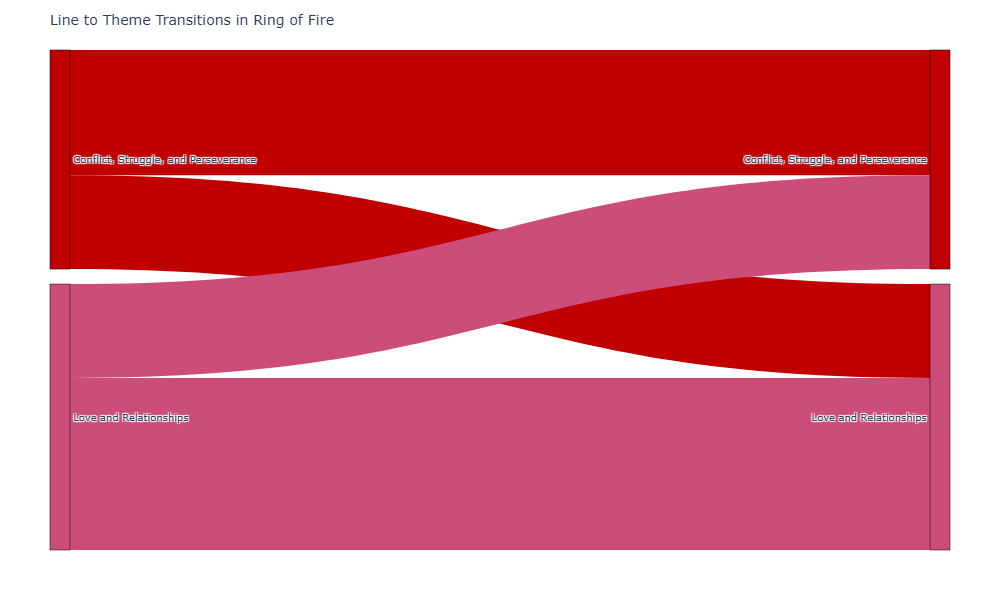 Line to Theme Transitions in Ring of Fire
Conflict, Struggle, and Perseverance
Conflict, Struggle, and Perseverance
Love and Relationships
Love and Relationships